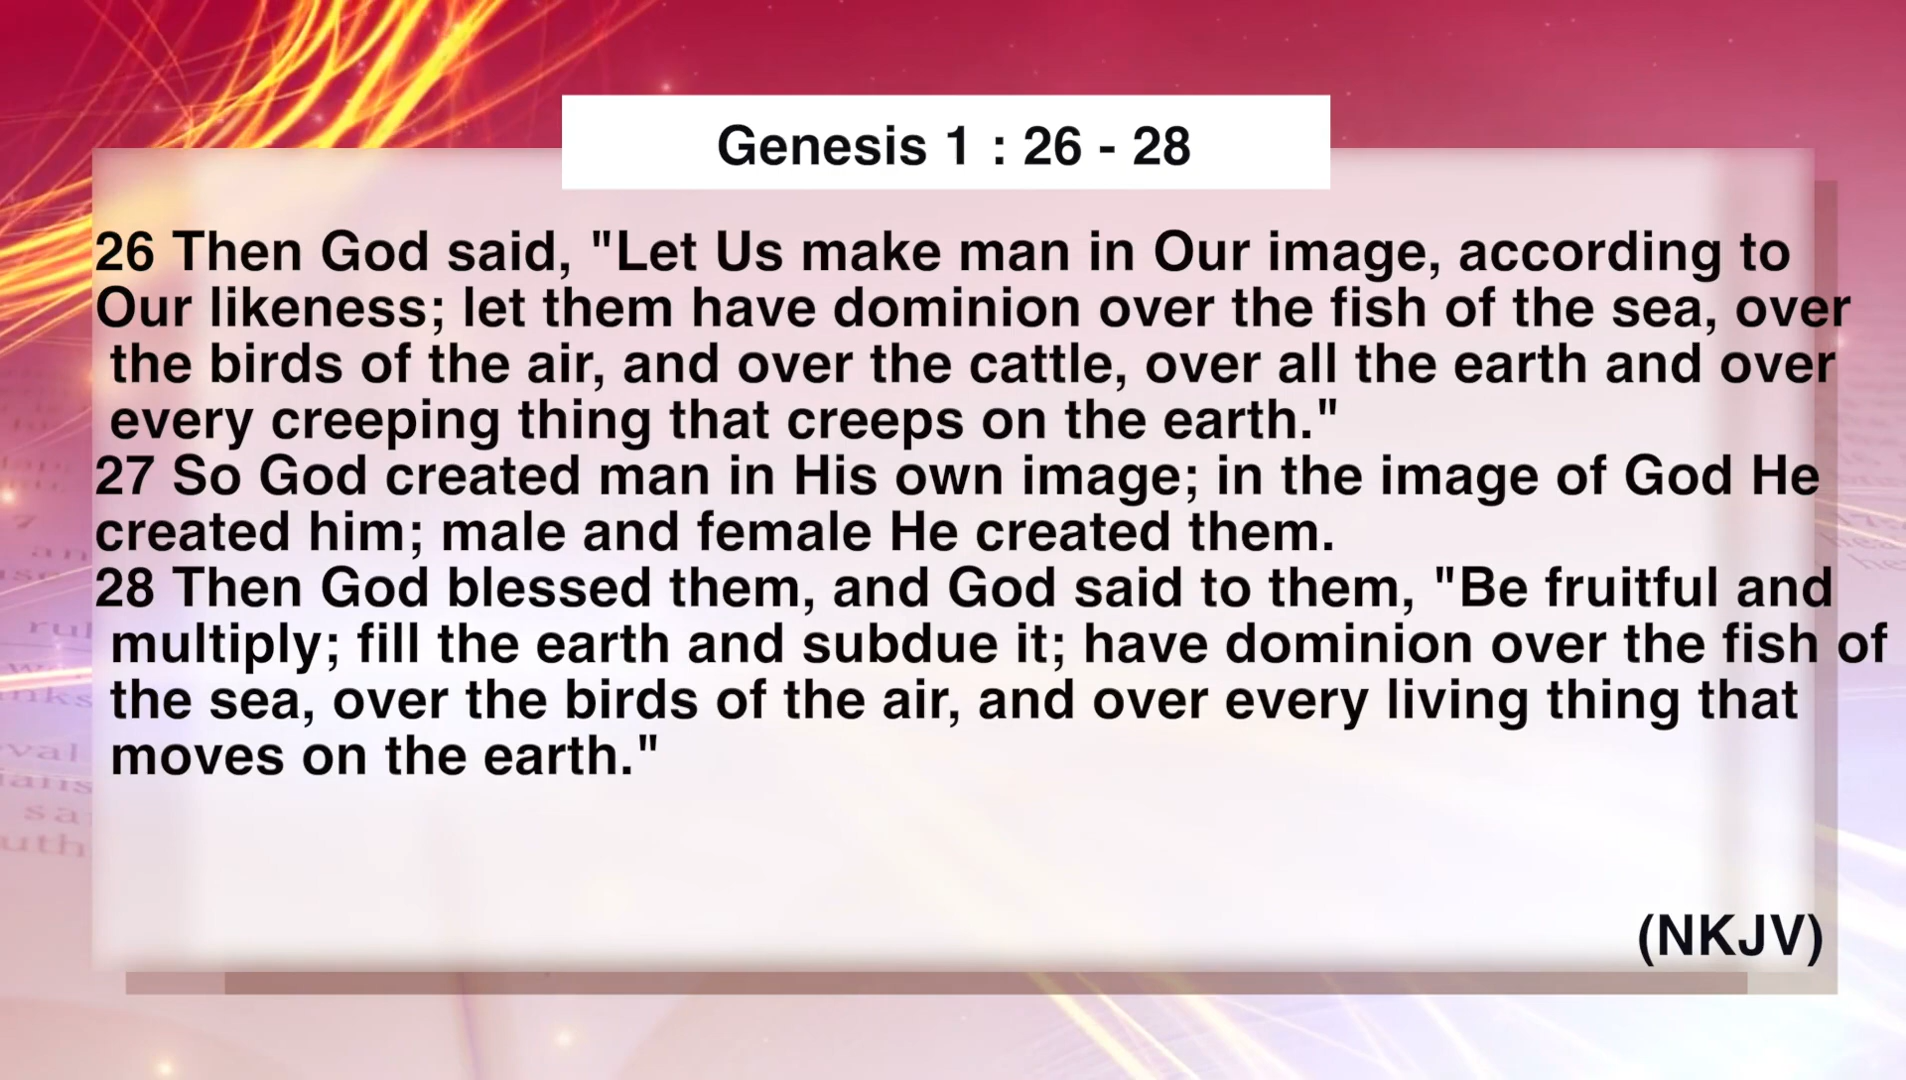 Genesis 1 : 26 - 28
26 Then God said, "Let Us make man in Our image, according to
Our likeness; let them have dominion over the fish of the sea, over
the birds of the air, and over the cattle, over all the earth and over
every creeping thing that creeps on the earth."
27 So God created man in His own image; in the image of God He
created him; male and female He created them.
28 Then God blessed them, and God said to them, "Be fruitful and
multiply; fill the earth and subdue it; have dominion over the fish of
the sea, over the birds of the air, and over every living thing that
moves on the earth."
(NKJV)